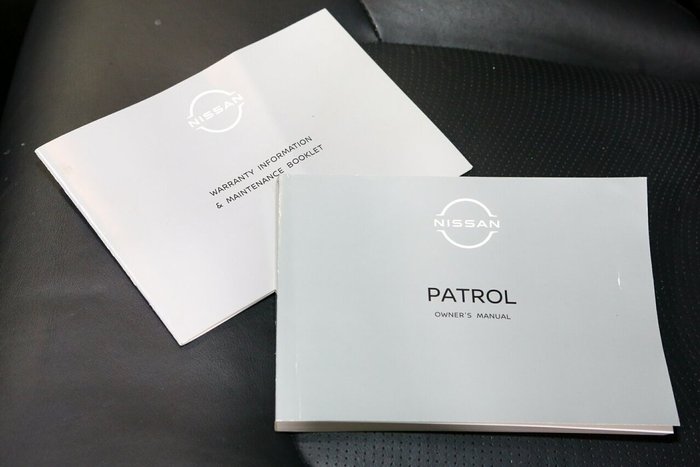 NISSAN
WARRANTY INFORMATION
& MAINTENANCE BOOKLET
NISSAN
PATROL
OWNER'S MANUAL